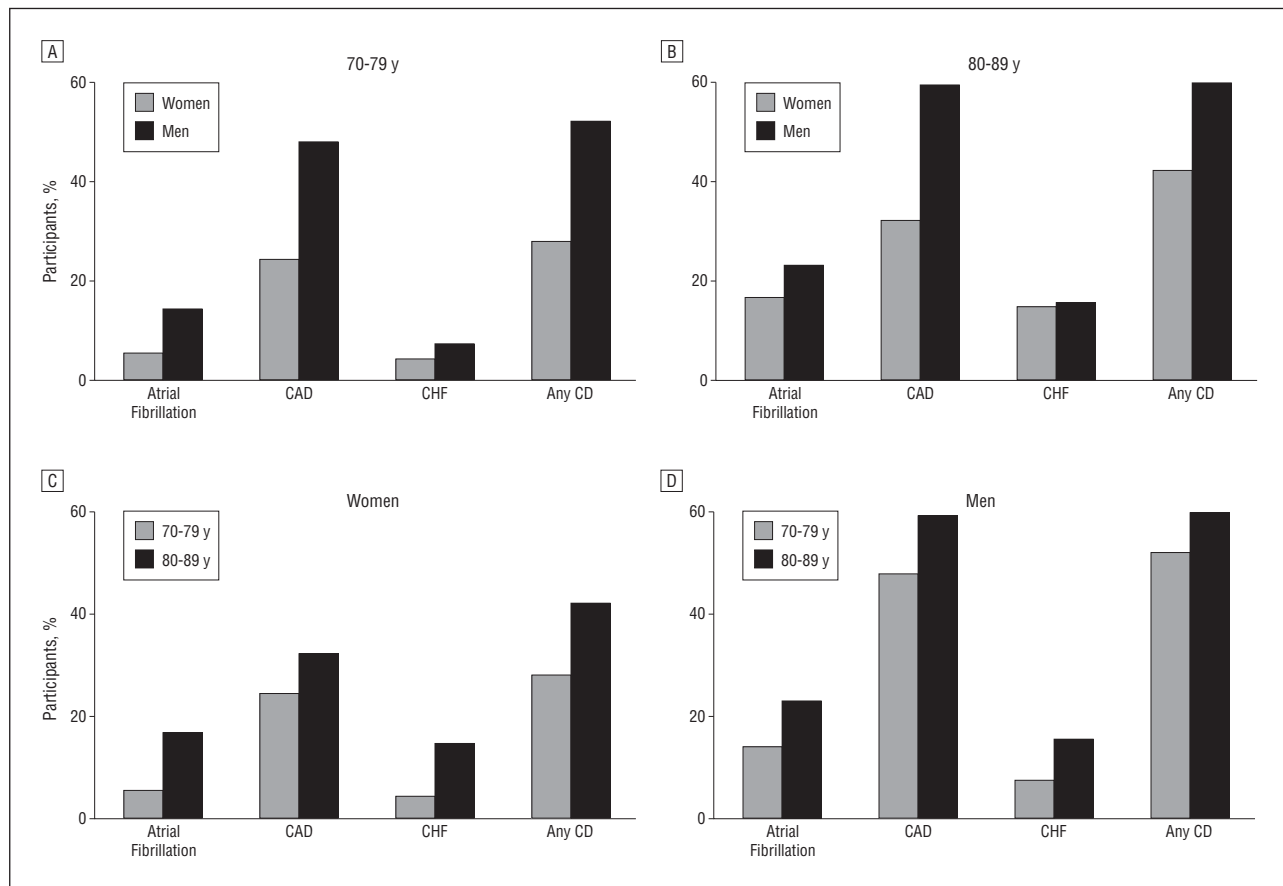 A
70-79 y
60
40
20
0
Participants, %
Women
Men
Atrial
Fibrillation
CAD
CHF
Any CD
B
80-89 y
60
40
20
0
Women
Men
Atrial
Fibrillation
CAD
CHF
Any CD
C
Women
60
40
20
0
Participants, %
70-79 y
80-89 y
Atrial
Fibrillation
CAD
CHF
Any CD
D
Men
60
40
20
0
70-79 y
80-89 y
Atrial
Fibrillation
CAD
CHF
Any CD